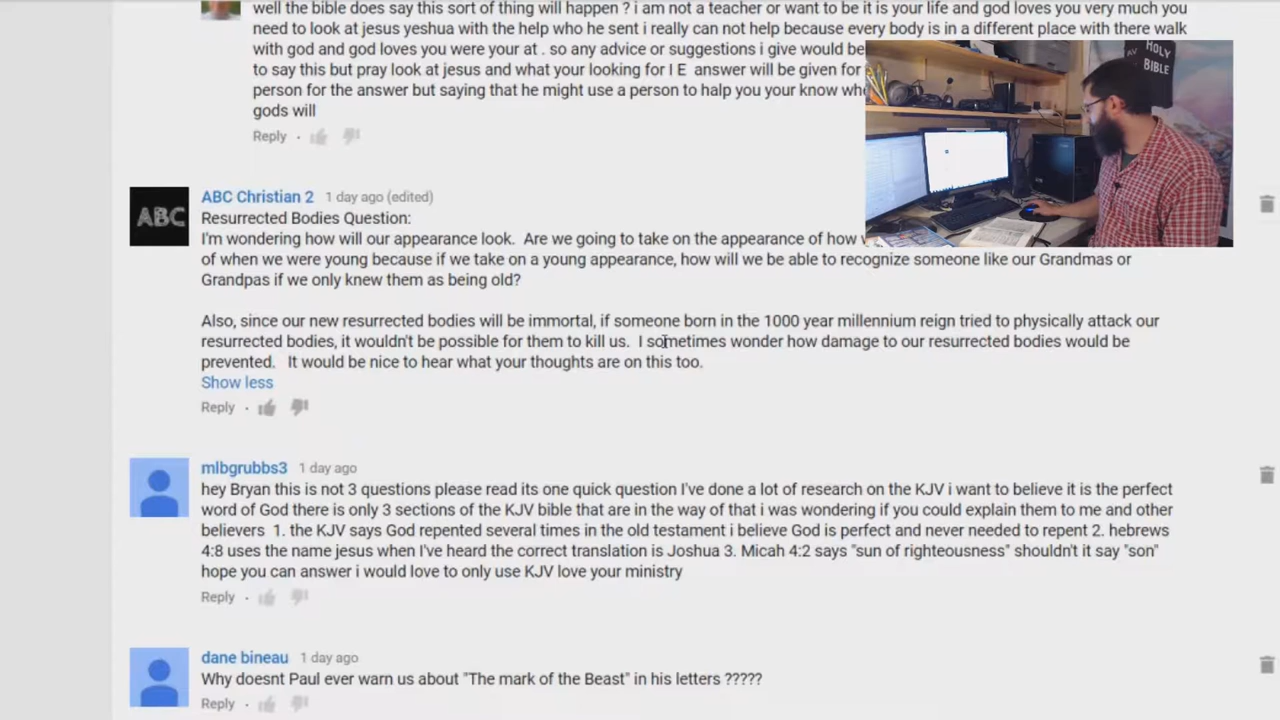 well the bible does say this sort of thing will happen ? i am not a teacher or want to be it is your life and god loves you very much you
need to look at jesus yeshua with the help who he sent i really can not help because every body is in a different place with there walk
with god and god loves you were your at . so any advice or suggestions i give would be
to say this but pray look at jesus and what your looking for I E answer will be given for
person for the answer but saying that he might use a person to halp you your know
gods will
Reply
HOLY
BIBLE
AV
ABC
ABC Christian 2 1 day ago (edited)
Resurrected Bodies Question:
I'm wondering how will our appearance look. Are we going to take on the appearance of how
of when we were young because if we take on a young appearance, how will we be able to recognize someone like our Grandmas or
Grandpas if we only knew them as being old?
Also, since our new resurrected bodies will be immortal, if someone born in the 1000 year millennium reign tried to physically attack our
resurrected bodies, it wouldn't be possible for them to kill us. I sometimes wonder how damage to our resurrected bodies would be
prevented. It would be nice to hear what your thoughts are on this too.
Show less
Reply
mlbgrubbs3 1 day ago
hey Bryan this is not 3 questions please read its one quick question I've done a lot of research on the KJV i want to believe it is the perfect
word of God there is only 3 sections of the KJV bible that are in the way of that i was wondering if you could explain them to me and other
believers 1. the KJV says God repented several times in the old testament i believe God is perfect and never needed to repent 2. hebrews
4:8 uses the name jesus when I've heard the correct translation is Joshua 3. Micah 4:2 says "sun of righteousness" shouldn't it say "son"
hope you can answer i would love to only use KJV love your ministry
Reply
dane bineau 1 day ago
Why doesnt Paul ever warn us about "The mark of the Beast" in his letters ?????
Reply